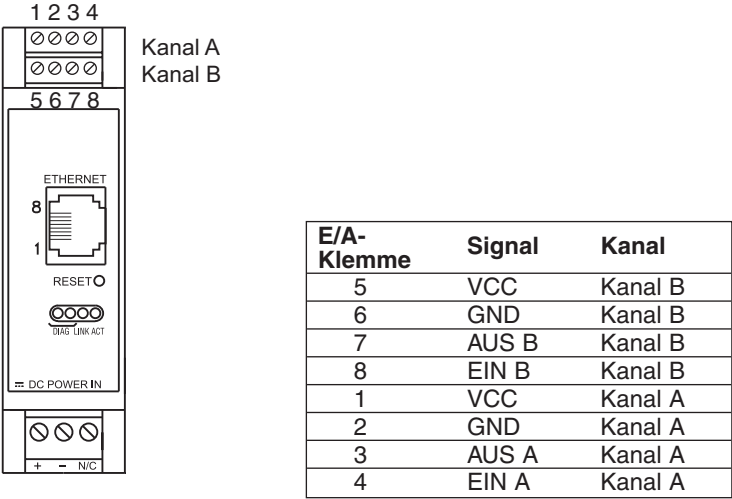 1 2 3 4
Kanal A
Kanal B
5 6 7 8
ETHERNET
8
1
RESET
DIAG LINK ACT
DC POWER IN
+ – N/C
E/A-
Klemme Signal Kanal
5 VCC Kanal B
6 GND Kanal B
7 AUS B Kanal B
8 EIN B Kanal B
1 VCC Kanal A
2 GND Kanal A
3 AUS A Kanal A
4 EIN A Kanal A